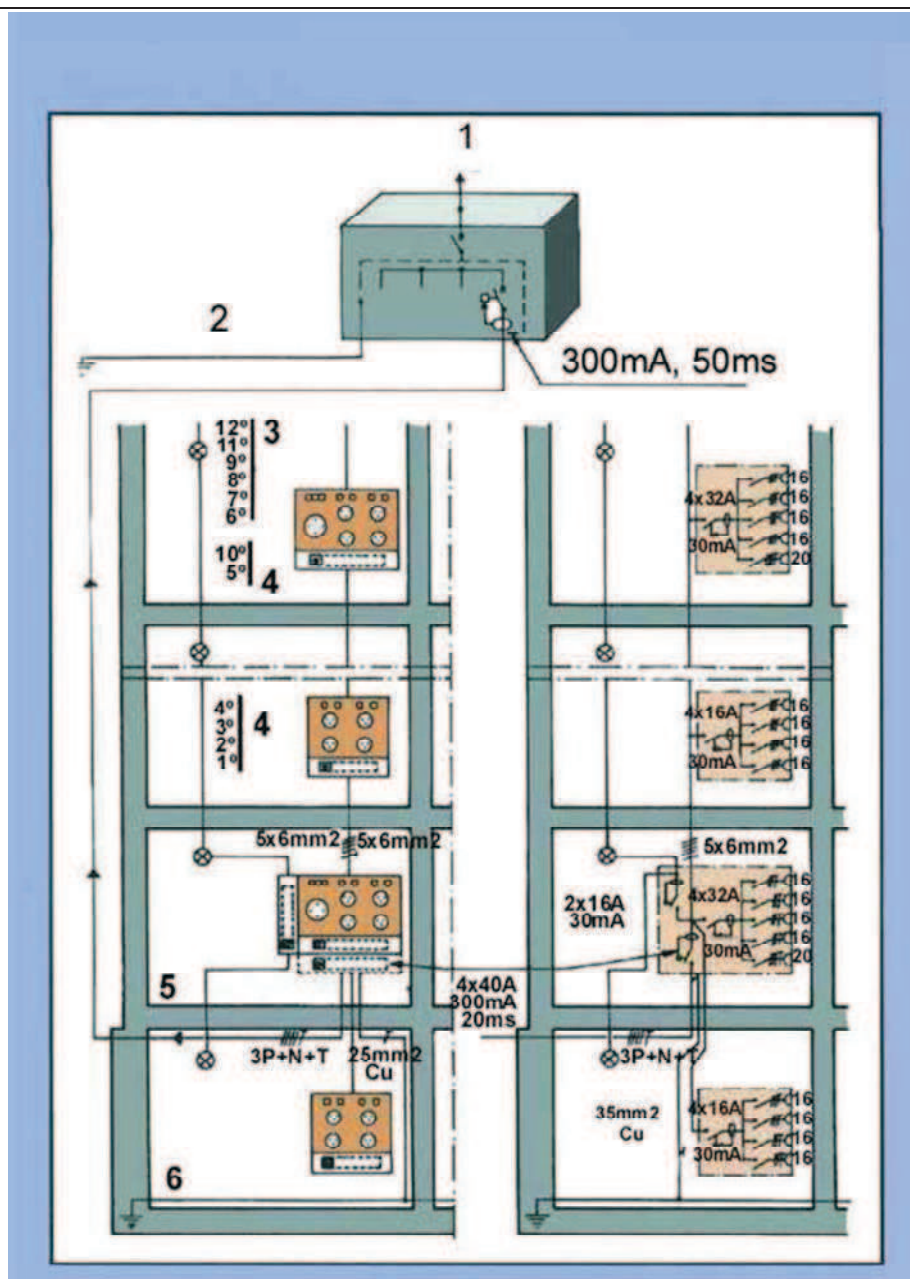 1
2
300mA, 50ms
12º
3
11º
9º
8º
7º
6º
10º
5º
4
16
4x32A
16
16
30mA
16
20
4º
3º
4
2º
1º
16
4x16A
16
16
30mA
16
5x6mm2
5x6mm2
5x6mm2
16
2x16A
4x32A
16
30mA
16
30mA
16
20
5
4x40A
300mA
20ms
3P+N+T
25mm2
Cu
3P+N+T
35mm2
Cu
16
4x16A
16
16
30mA
16
6